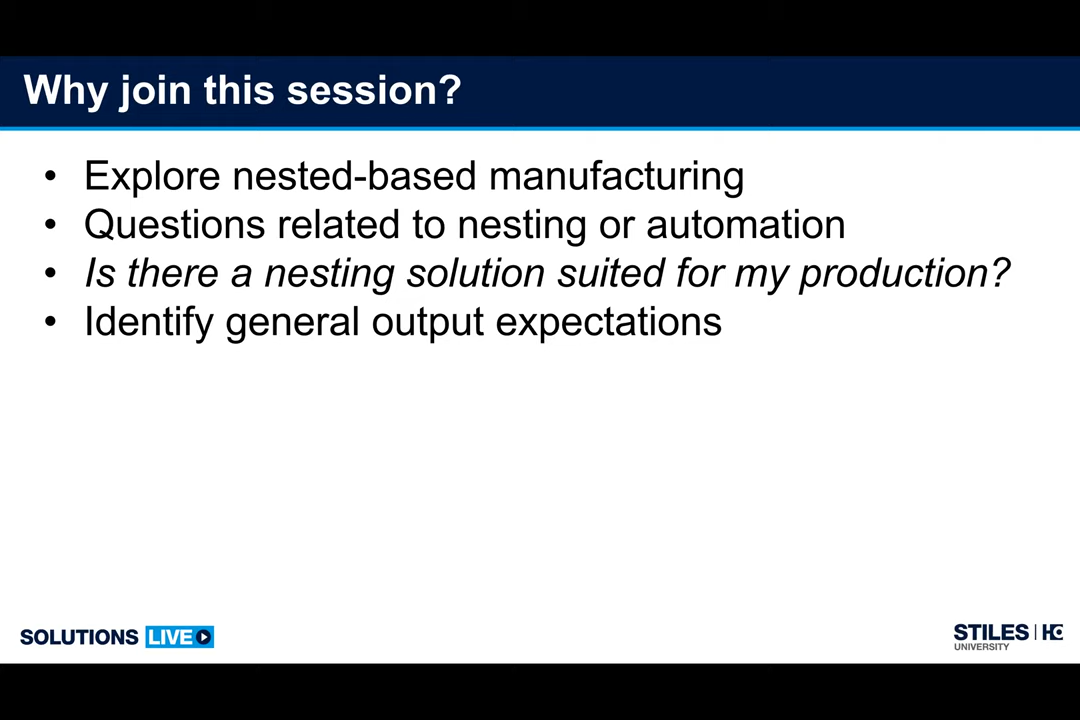 Why join this session?
• Explore nested-based manufacturing
• Questions related to nesting or automation
• Is there a nesting solution suited for my production?
• Identify general output expectations
SOLUTIONS LIVE
STILES | HC
UNIVERSITY